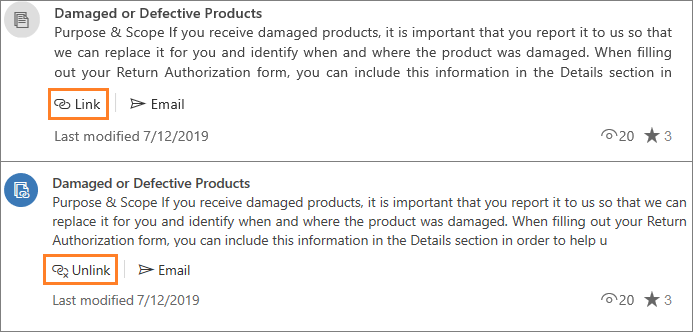 Damaged or Defective Products
Purpose & Scope If you receive damaged products, it is important that you report it to us so that
we can replace it for you and identify when and where the product was damaged. When filling
out your Return Authorization form, you can include this information in the Details section in
Link Email
Last modified 7/12/2019 20 3
Damaged or Defective Products
Purpose & Scope If you receive damaged products, it is important that you report it to us so that we can
replace it for you and identify when and where the product was damaged. When filling out your Return
Authorization form, you can include this information in the Details section in order to help u
Unlink Email
Last modified 7/12/2019 20 3